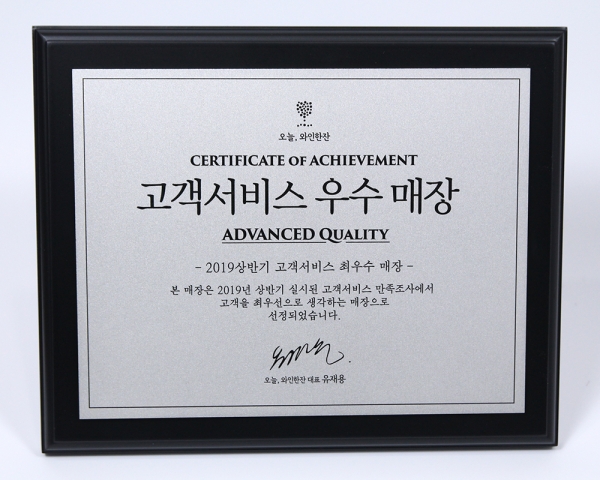 오늘, 와인한잔
CERTIFICATE OF ACHIEVEMENT
고객서비스 우수 매장
ADVANCED QUALITY
- 2019상반기 고객서비스 최우수 매장 -
본 매장은 2019년 상반기 실시된 고객서비스 만족조사에서
고객을 최우선으로 생각하는 매장으로
선정되었습니다.
오늘, 와인한잔 대표 유재용